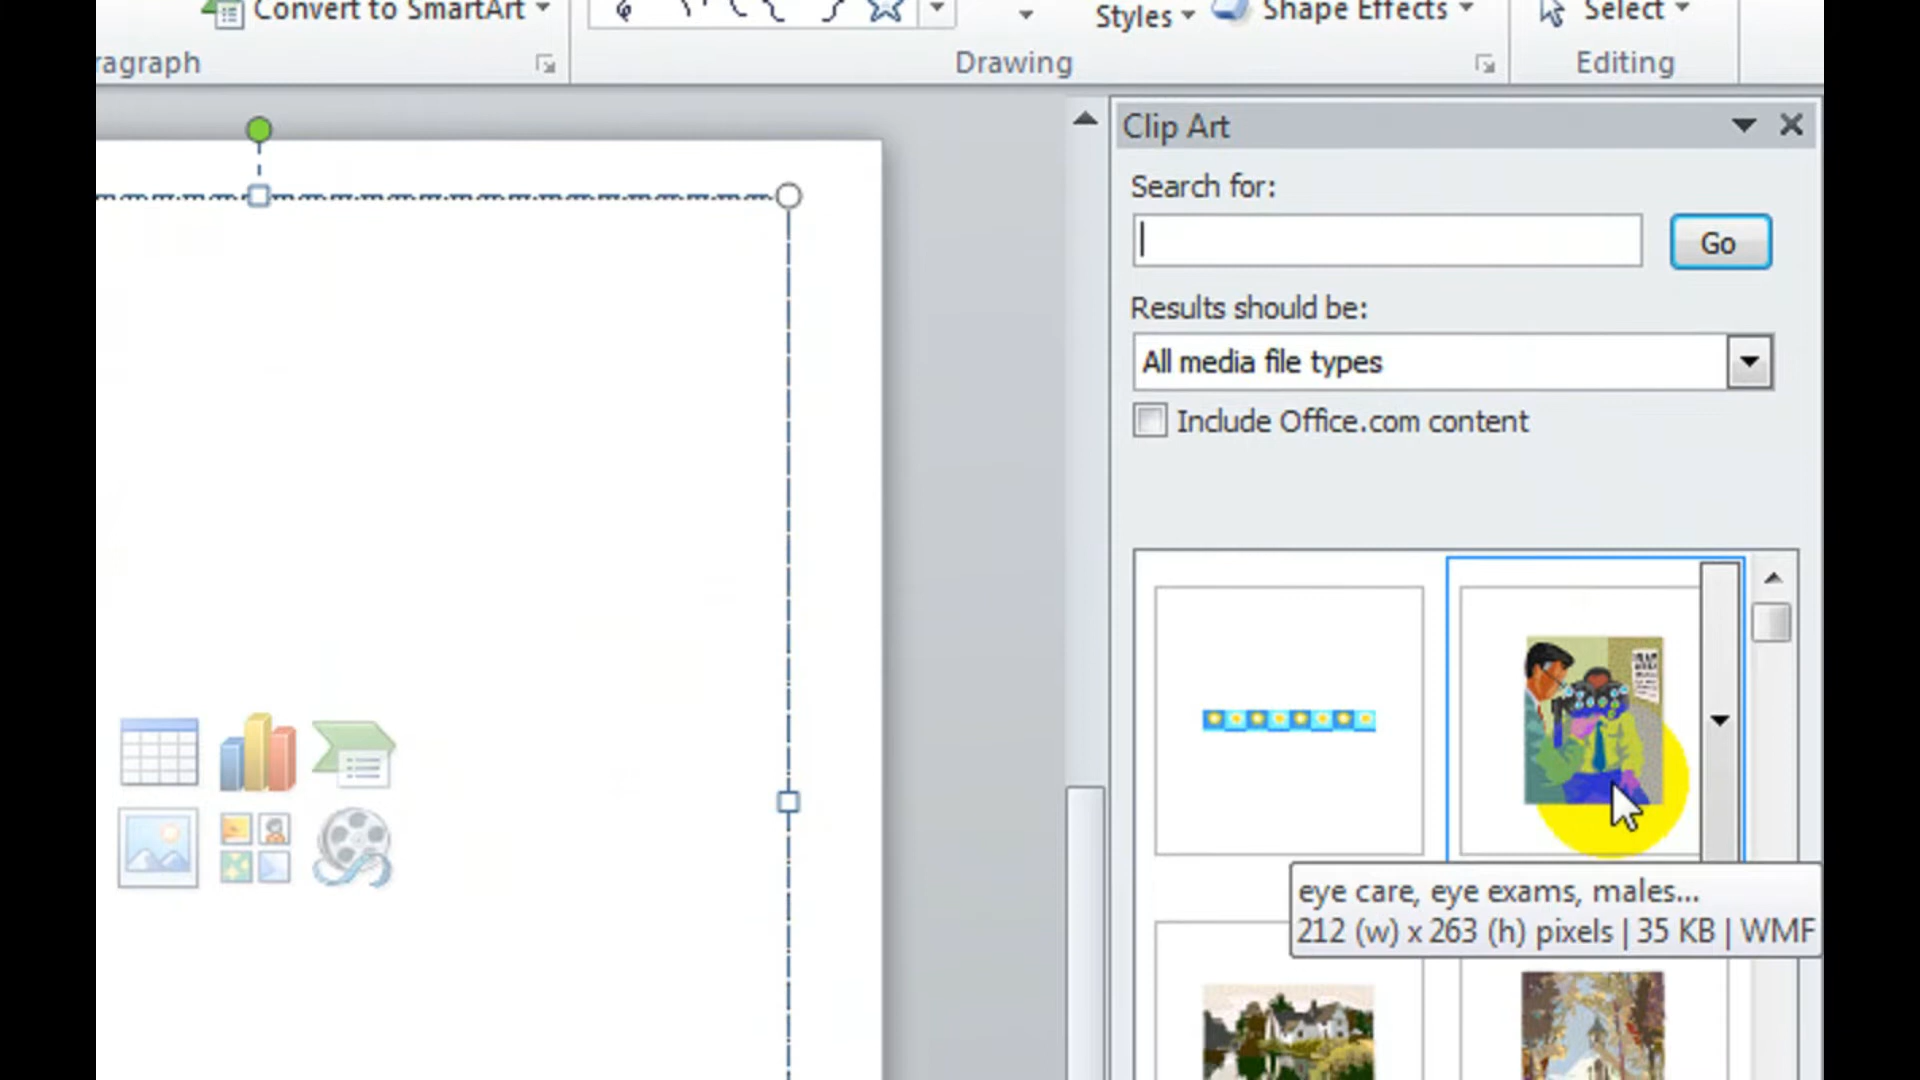 Convert to SmartArt
Styles
Shape Effects
Select
ragraph
Drawing
Editing
Clip Art
Search for:
Go
Results should be:
All media file types
Include Office.com content
eye care, eye exams, males...
212 (w) x 263 (h) pixels | 35 KB | WMF